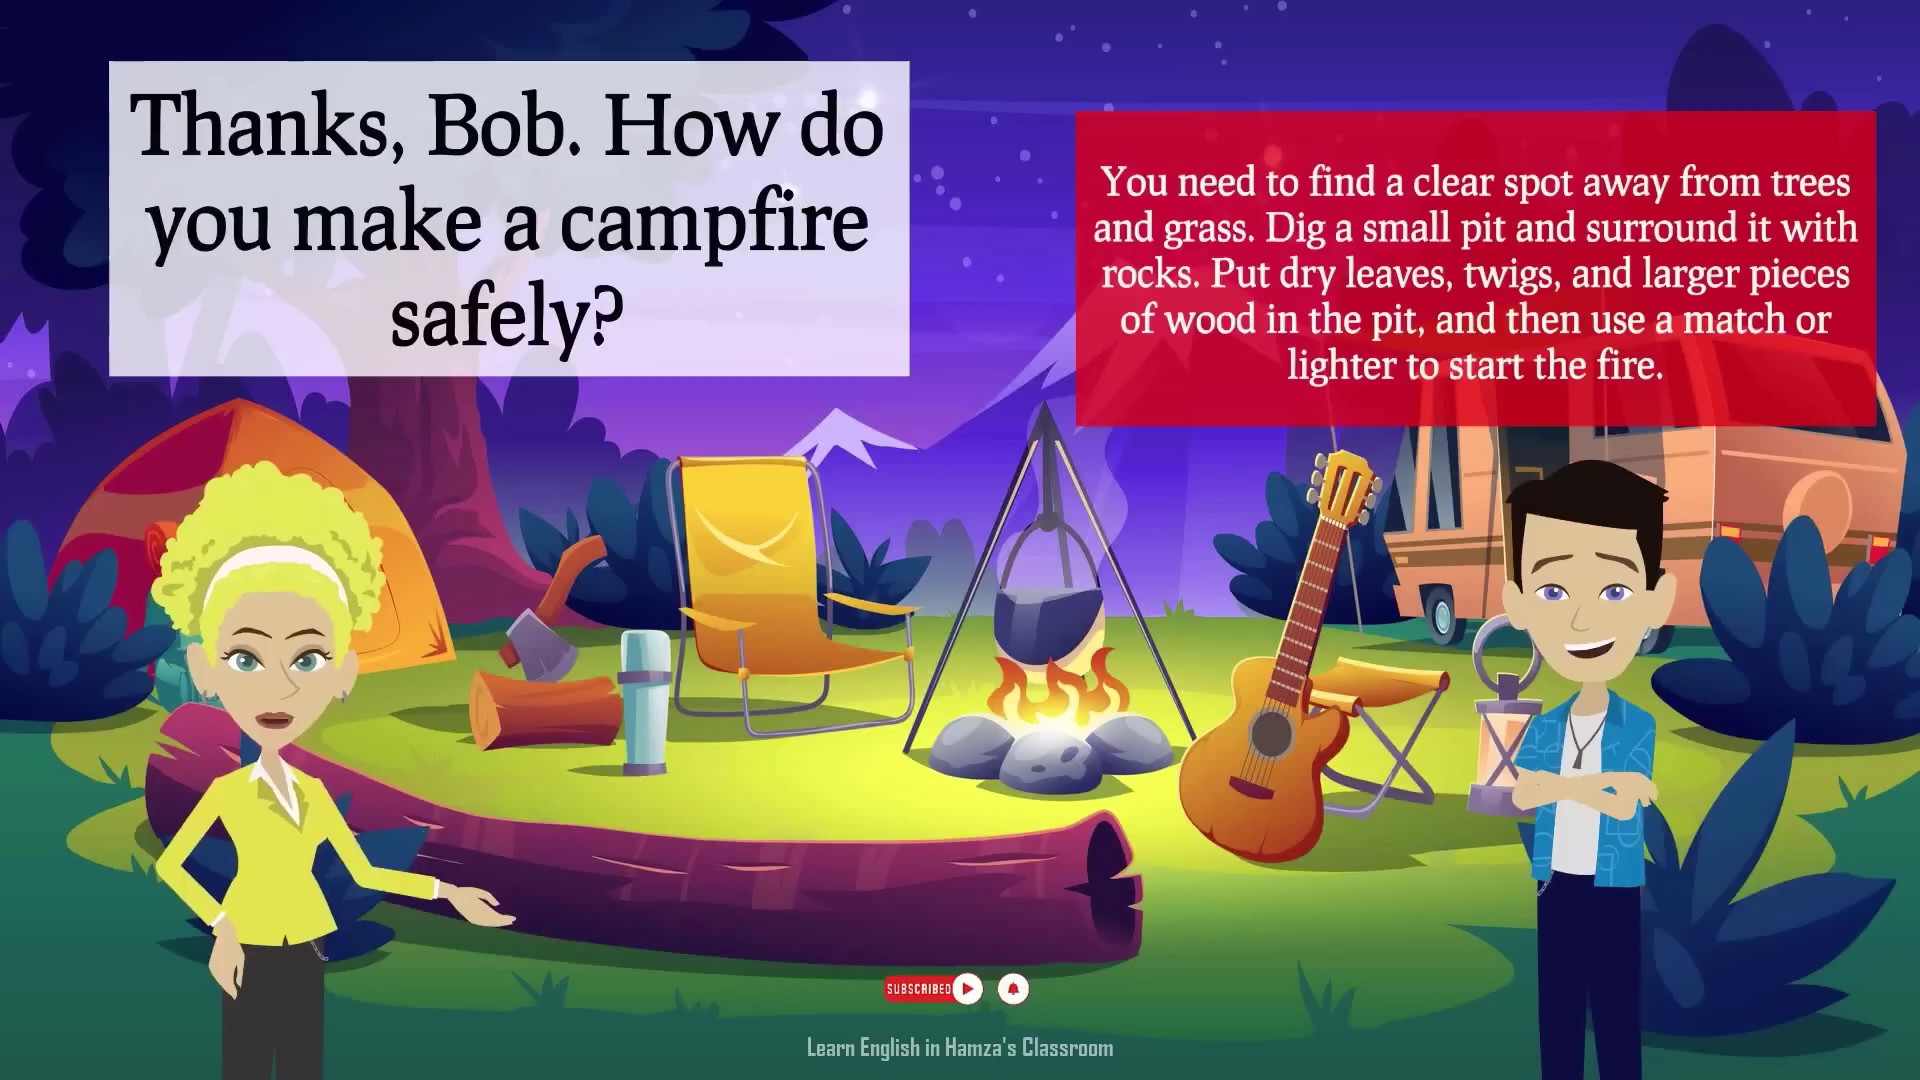 Thanks, Bob. How do
you make a campfire
safely?
You need to find a clear spot away from trees
and grass. Dig a small pit and surround it with
rocks. Put dry leaves, twigs, and larger pieces
of wood in the pit, and then use a match or
lighter to start the fire.
SUBSCRIBED
Learn English in Hamza's Classroom